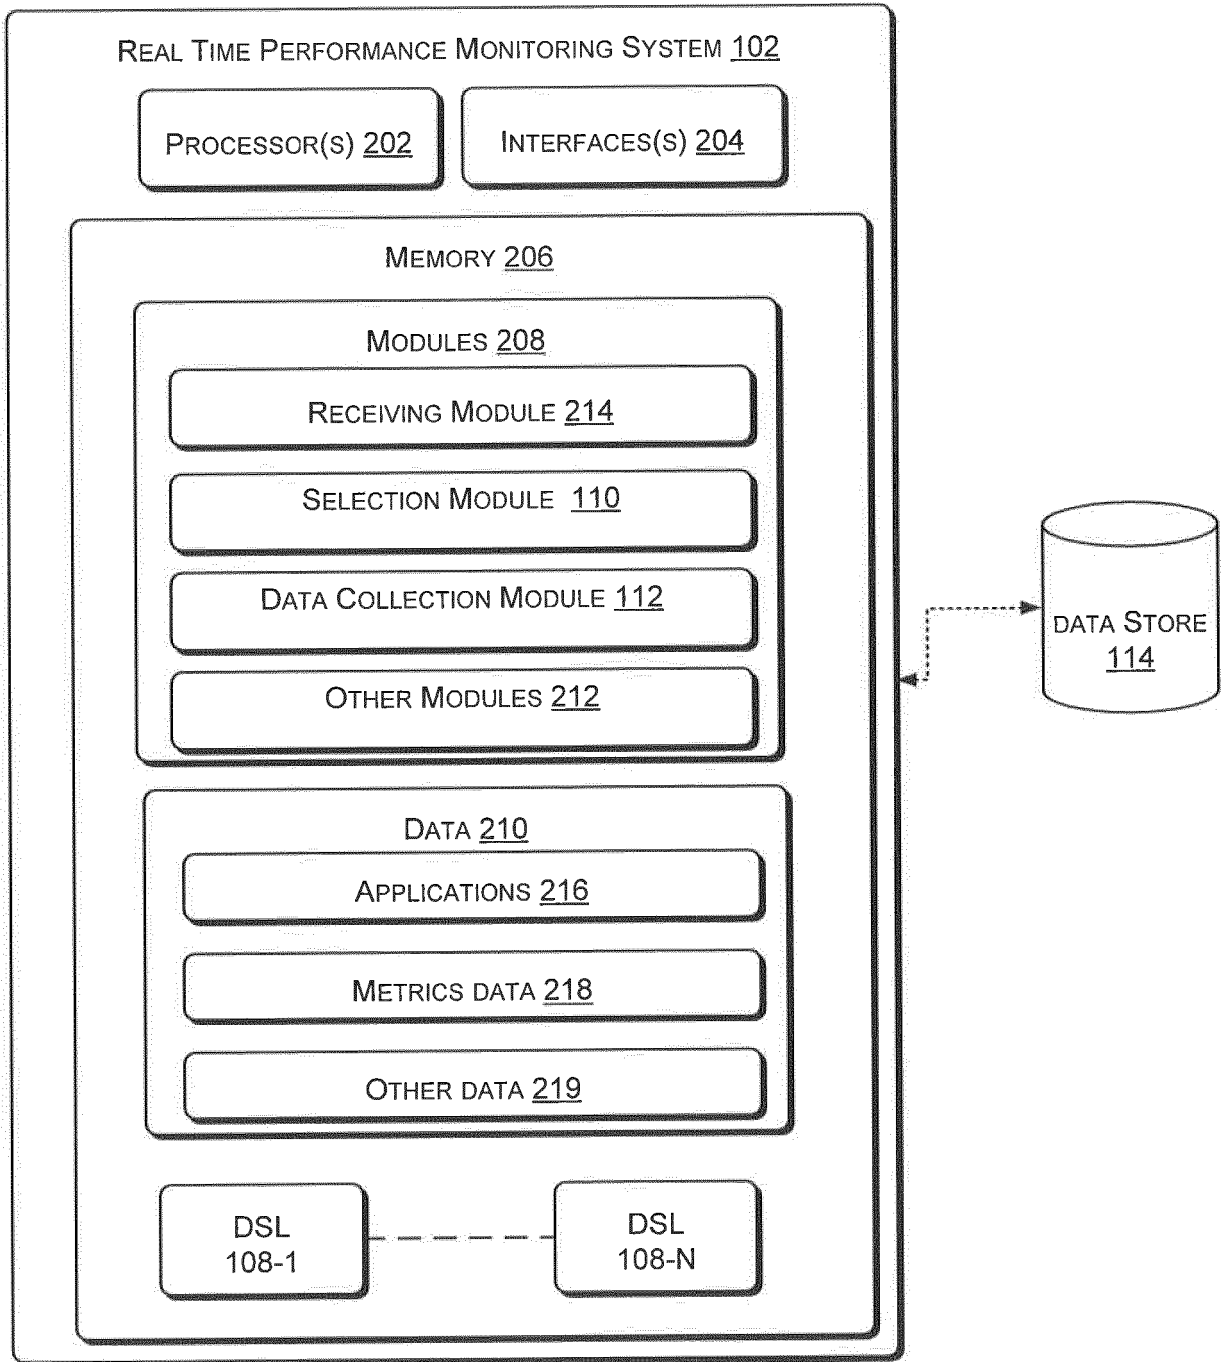 REAL TIME PERFORMANCE MONITORING SYSTEM 102
PROCESSOR(S) 202
INTERFACES(S) 204
MEMORY 206
MODULES 208
RECEIVING MODULE 214
SELECTION MODULE 110
DATA COLLECTION MODULE 112
OTHER MODULES 212
DATA STORE
114
DATA 210
APPLICATIONS 216
METRICS DATA 218
OTHER DATA 219
DSL
108-1
DSL
108-N